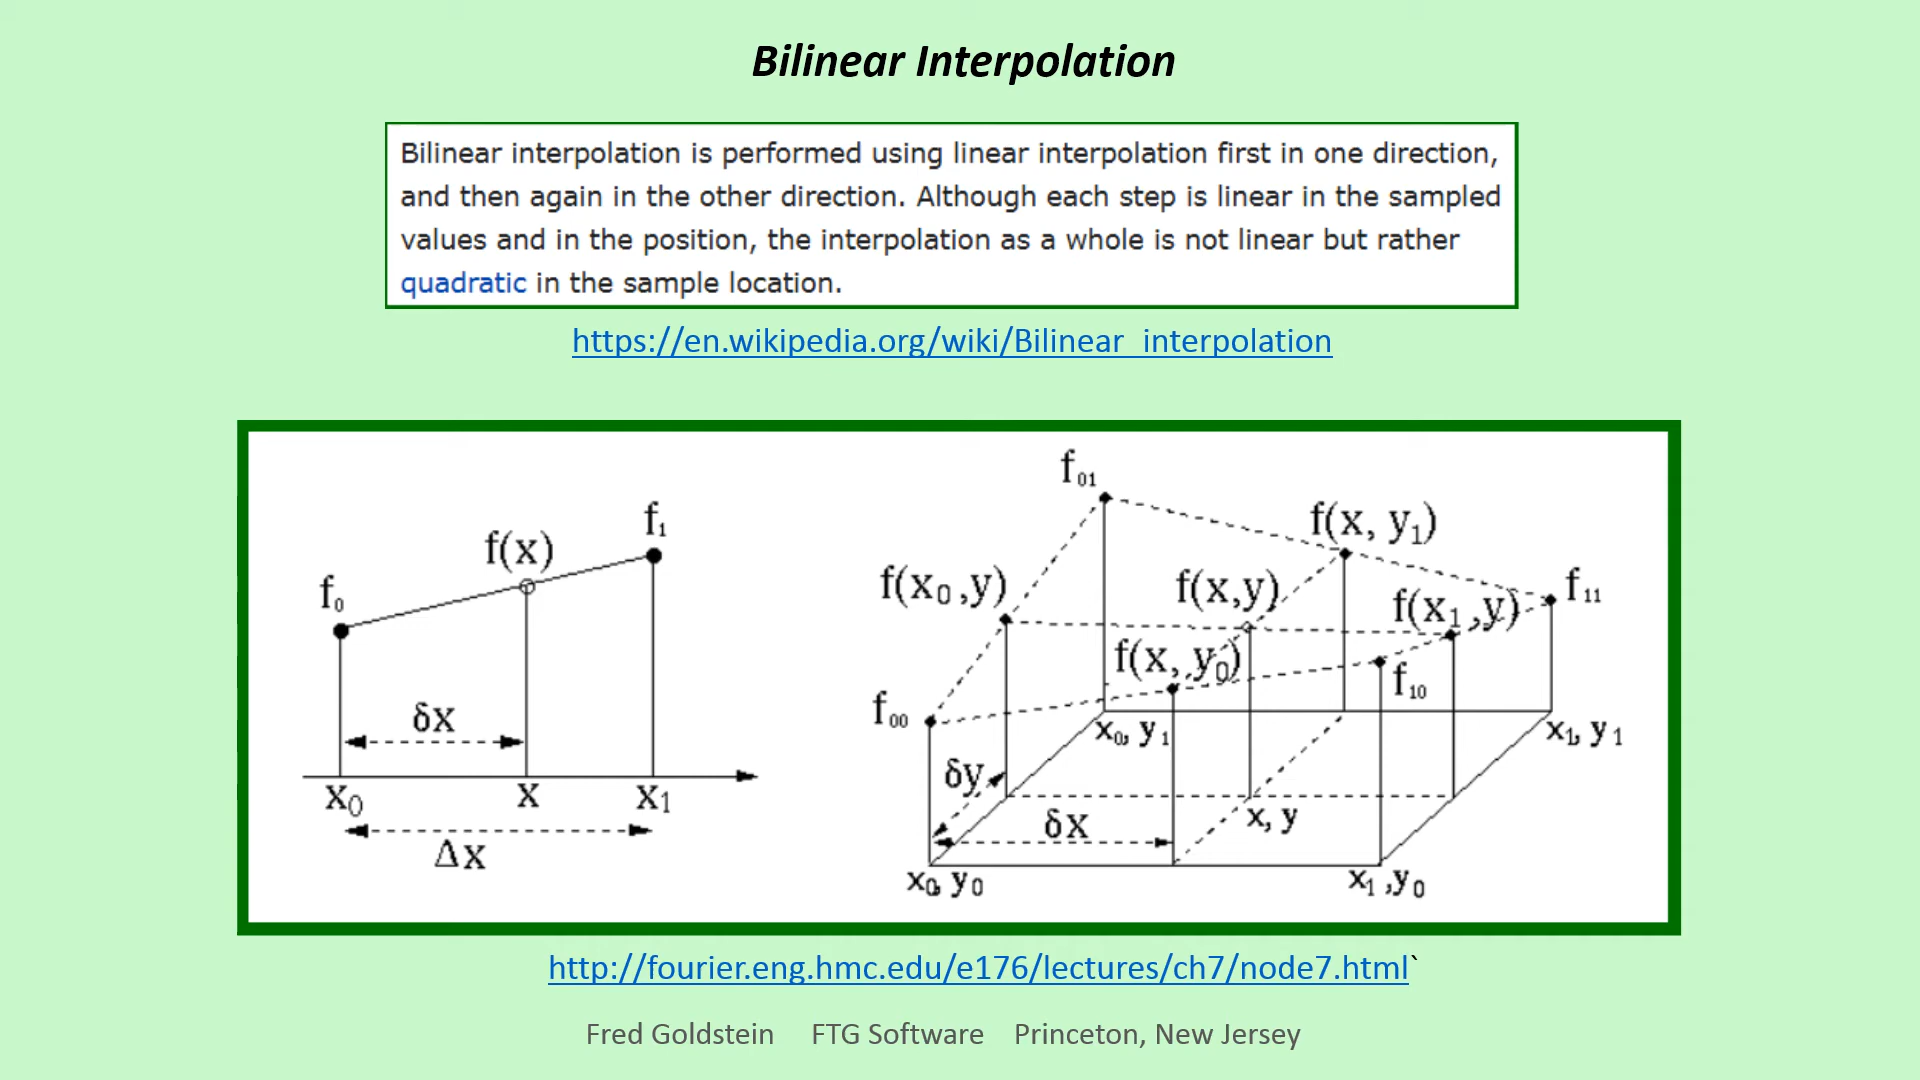 Bilinear Interpolation
Bilinear interpolation is performed using linear interpolation first in one direction,
and then again in the other direction. Although each step is linear in the sampled
values and in the position, the interpolation as a whole is not linear but rather
quadratic in the sample location.
https://en.wikipedia.org/wiki/Bilinear_interpolation
f₀
f(x)
f₁
δx
x₀
x
x₁
Δx
f₀₁
f(x, y₁)
f(x₀,y)
f(x,y)
f(x₁,y)
f₁₁
f(x, y₀)
f₁₀
f₀₀
x₀, y₁
x₁, y₁
δy
δx
x, y
x₀, y₀
x₁,y₀
http://fourier.eng.hmc.edu/e176/lectures/ch7/node7.html`
Fred Goldstein FTG Software Princeton, New Jersey